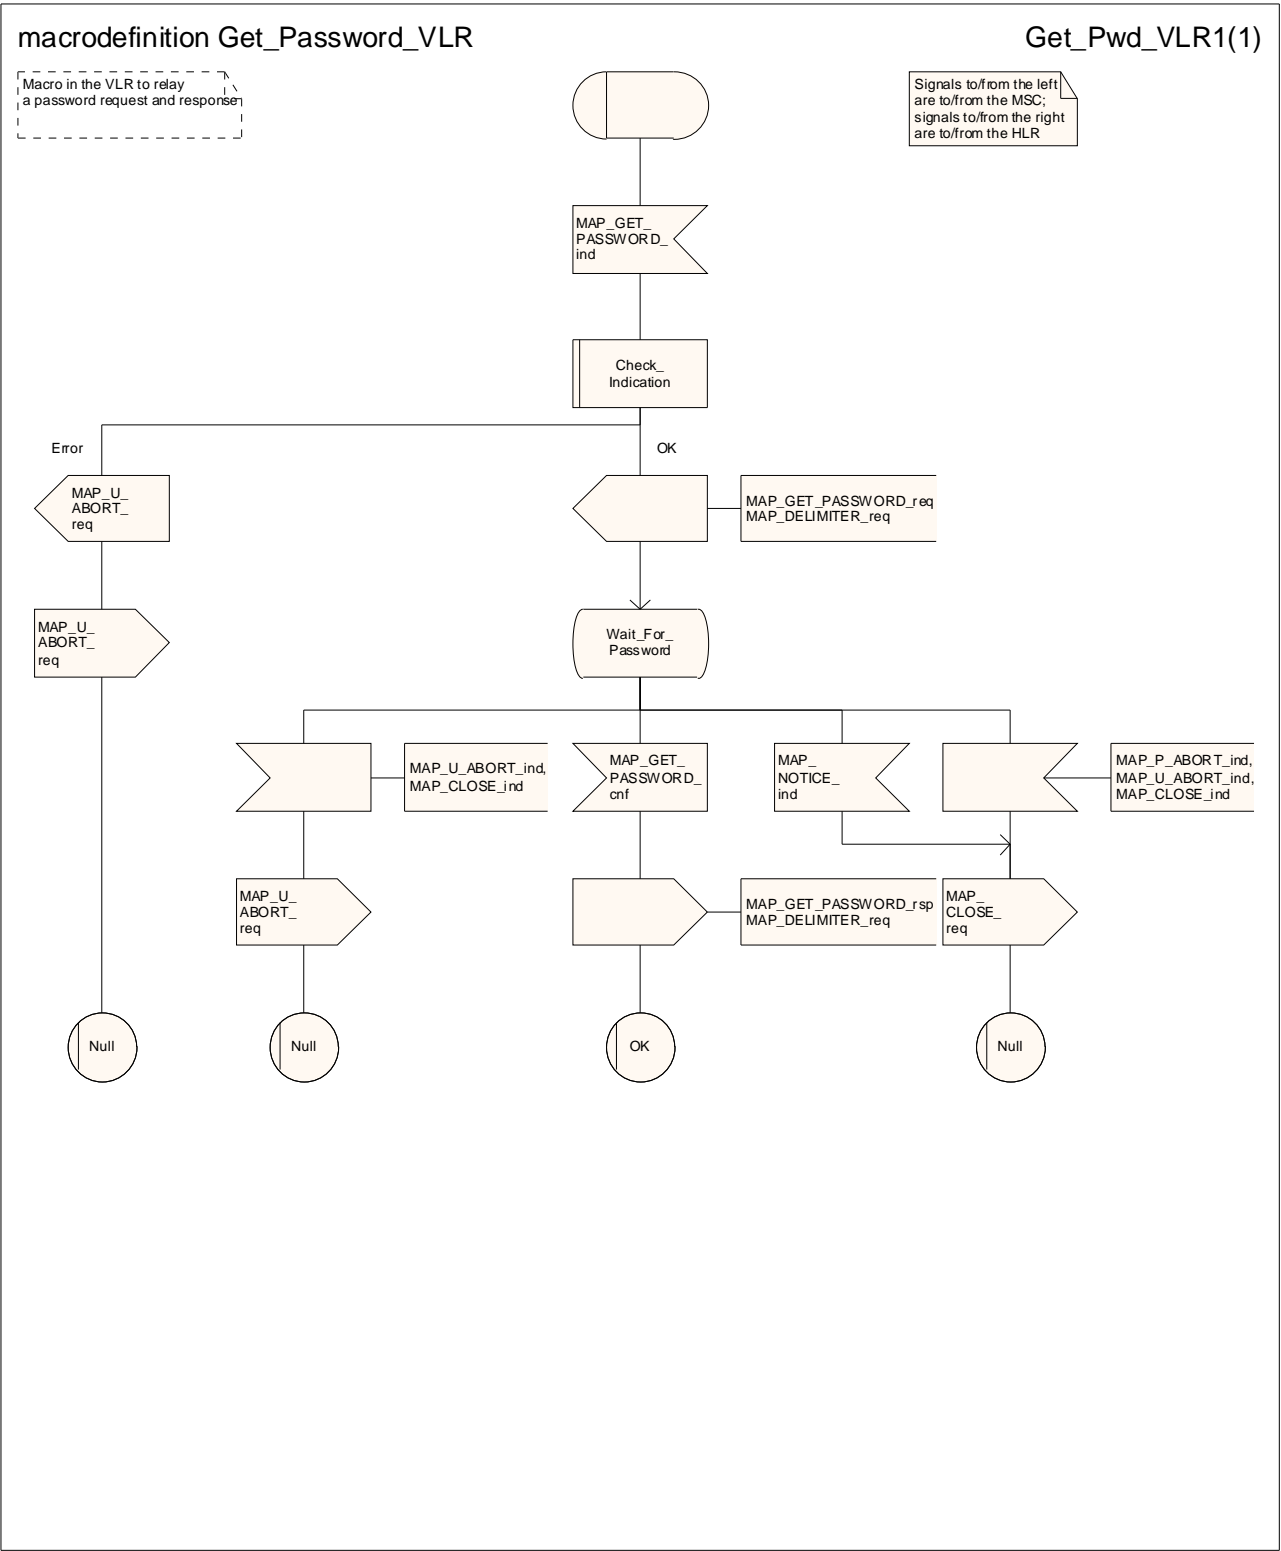 macrodefinition Get_Password_VLR
Get_Pwd_VLR1(1)
Macro in the VLR to relay
a password request and response
Signals to/from the left
are to/from the MSC;
signals to/from the right
are to/from the HLR
MAP_GET_
PASSWORD_
ind
Check_
Indication
Error
OK
MAP_U_
ABORT_
req
MAP_GET_PASSWORD_req
MAP_DELIMITER_req
MAP_U_
ABORT_
req
Wait_For_
Password
MAP_U_ABORT_ind,
MAP_CLOSE_ind
MAP_GET_
PASSWORD_
cnf
MAP_
NOTICE_
ind
MAP_P_ABORT_ind,
MAP_U_ABORT_ind,
MAP_CLOSE_ind
MAP_U_
ABORT_
req
MAP_GET_PASSWORD_rsp
MAP_DELIMITER_req
MAP_
CLOSE_
req
Null
Null
OK
Null